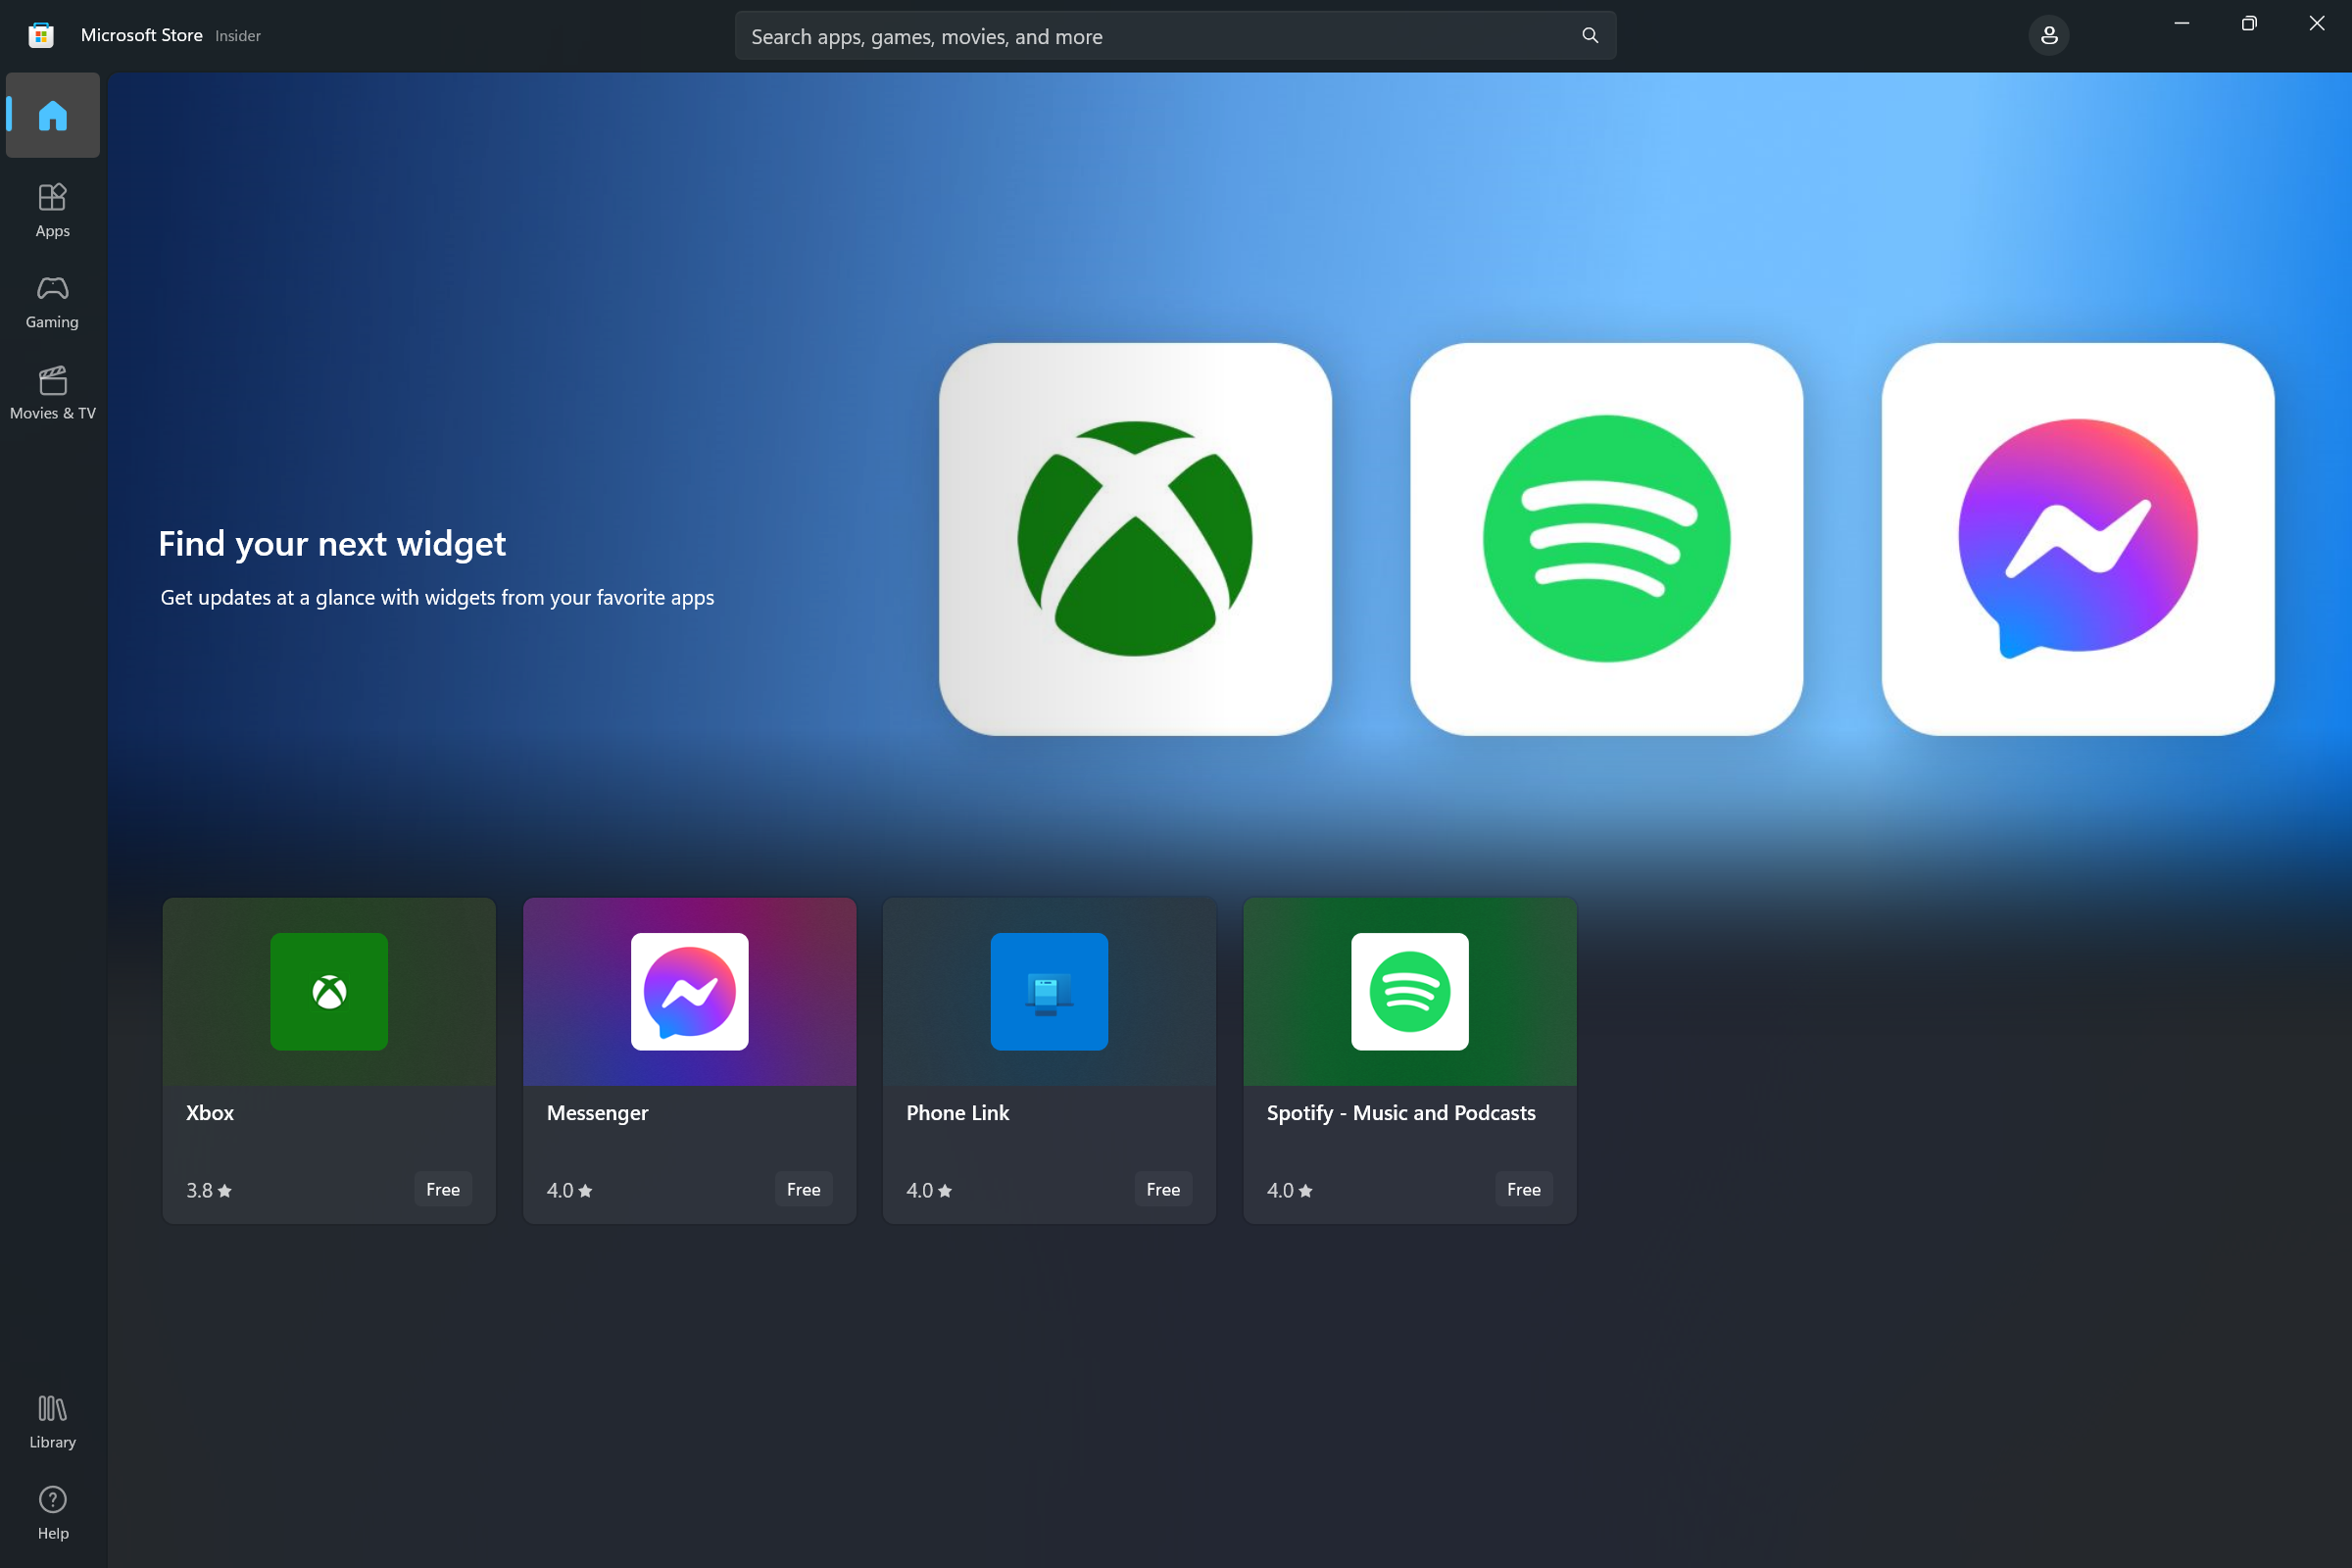 Microsoft Store Insider
Search apps, games, movies, and more
Apps
Gaming
Movies & TV
Find your next widget
Get updates at a glance with widgets from your favorite apps
Xbox
3.8
Free
Messenger
4.0
Free
Phone Link
4.0
Free
Spotify - Music and Podcasts
4.0
Free
Library
Help